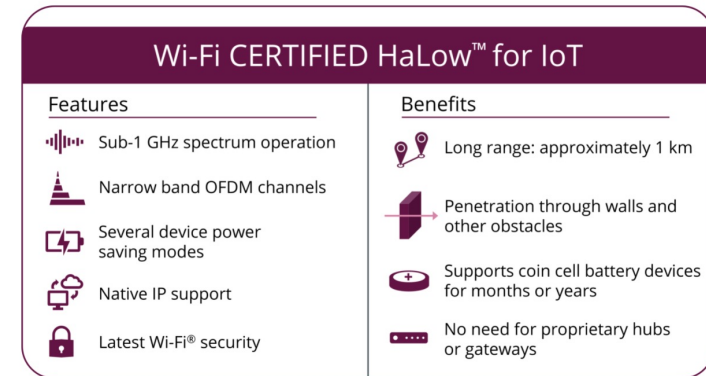 Wi-Fi CERTIFIED HaLow™ for IoT
Features
Sub-1 GHz spectrum operation
Narrow band OFDM channels
Several device power
saving modes
Native IP support
Latest Wi-Fi® security
Benefits
Long range: approximately 1 km
Penetration through walls and
other obstacles
Supports coin cell battery devices
for months or years
No need for proprietary hubs
or gateways